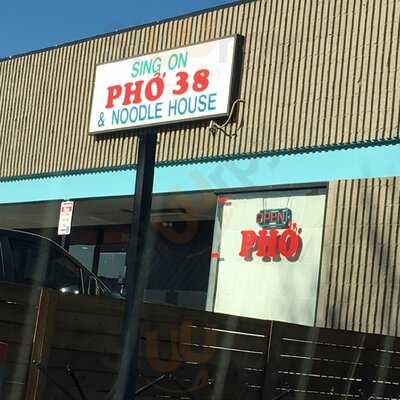 SING ON
PHỞ 38
& NOODLE HOUSE
OPEN
PHỞ